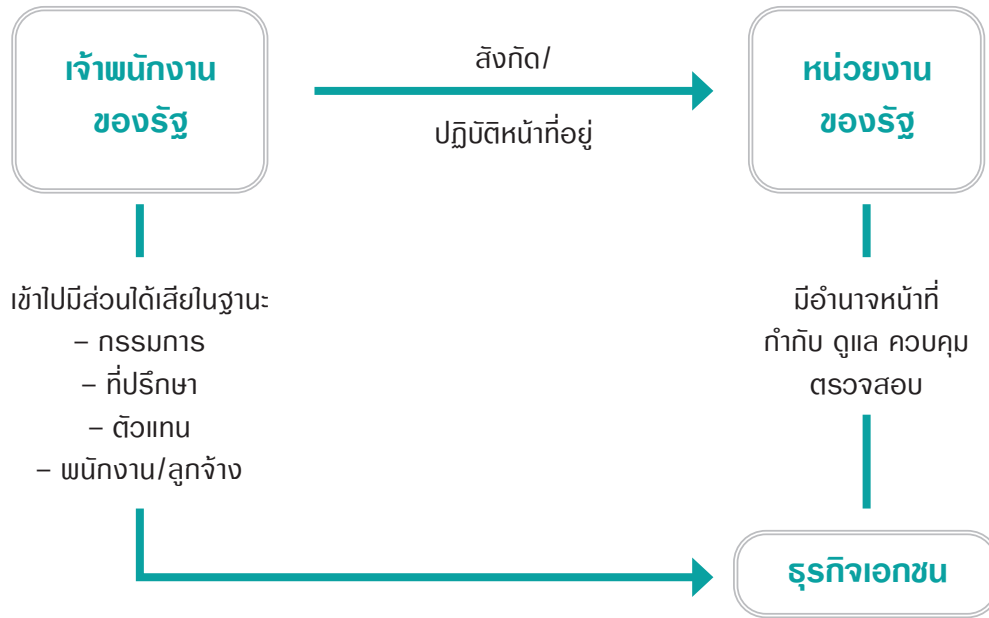 เจ้าพนักงาน
ของรัฐ
สังกัด/
ปฏิบัติหน้าที่อยู่
หน่วยงาน
ของรัฐ
เข้าไปมีส่วนได้เสียในฐานะ
– กรรมการ
– ที่ปรึกษา
– ตัวแทน
– พนักงาน/ลูกจ้าง
มีอำนาจหน้าที่
กำกับ ดูแล ควบคุม
ตรวจสอบ
ธุรกิจเอกชน